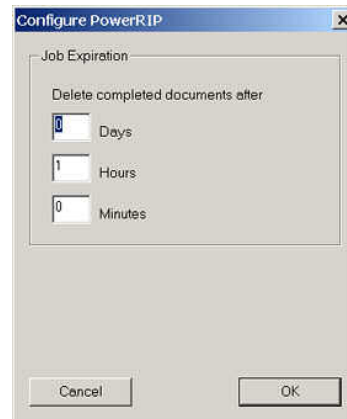 Configure PowerRIP
Job Expiration
Delete completed documents after
0 Days
1 Hours
0 Minutes
Cancel OK